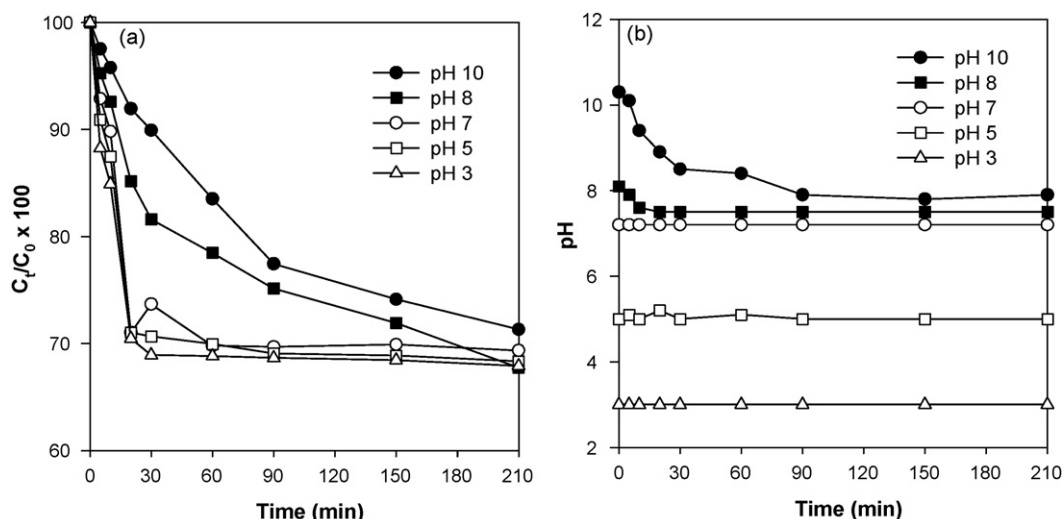 (a)
100
90
80
70
60
C_t/C_0 x 100
pH 10
pH 8
pH 7
pH 5
pH 3
0 30 60 90 120 150 180 210
Time (min)
(b)
12
10
8
6
4
2
pH
pH 10
pH 8
pH 7
pH 5
pH 3
0 30 60 90 120 150 180 210
Time (min)